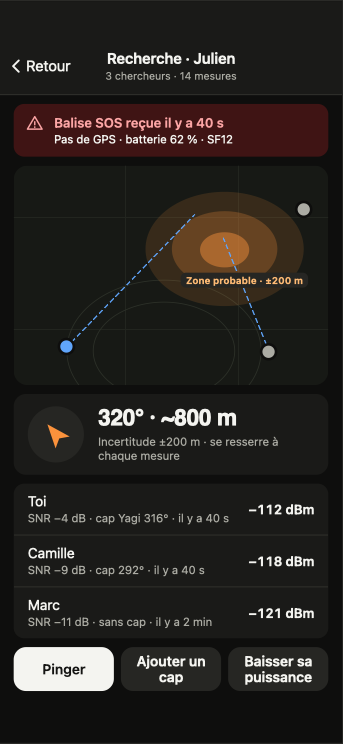 Retour
Recherche · Julien
3 chercheurs · 14 mesures
Balise SOS reçue il y a 40 s
Pas de GPS · batterie 62 % · SF12
Zone probable · ±200 m
320° · ~800 m
Incertitude ±200 m · se resserre à
chaque mesure
Toi
SNR −4 dB · cap Yagi 316° · il y a 40 s
−112 dBm
Camille
SNR −9 dB · cap 292° · il y a 40 s
−118 dBm
Marc
SNR −11 dB · sans cap · il y a 2 min
−121 dBm
Pinger
Ajouter un
cap
Baisser sa
puissance